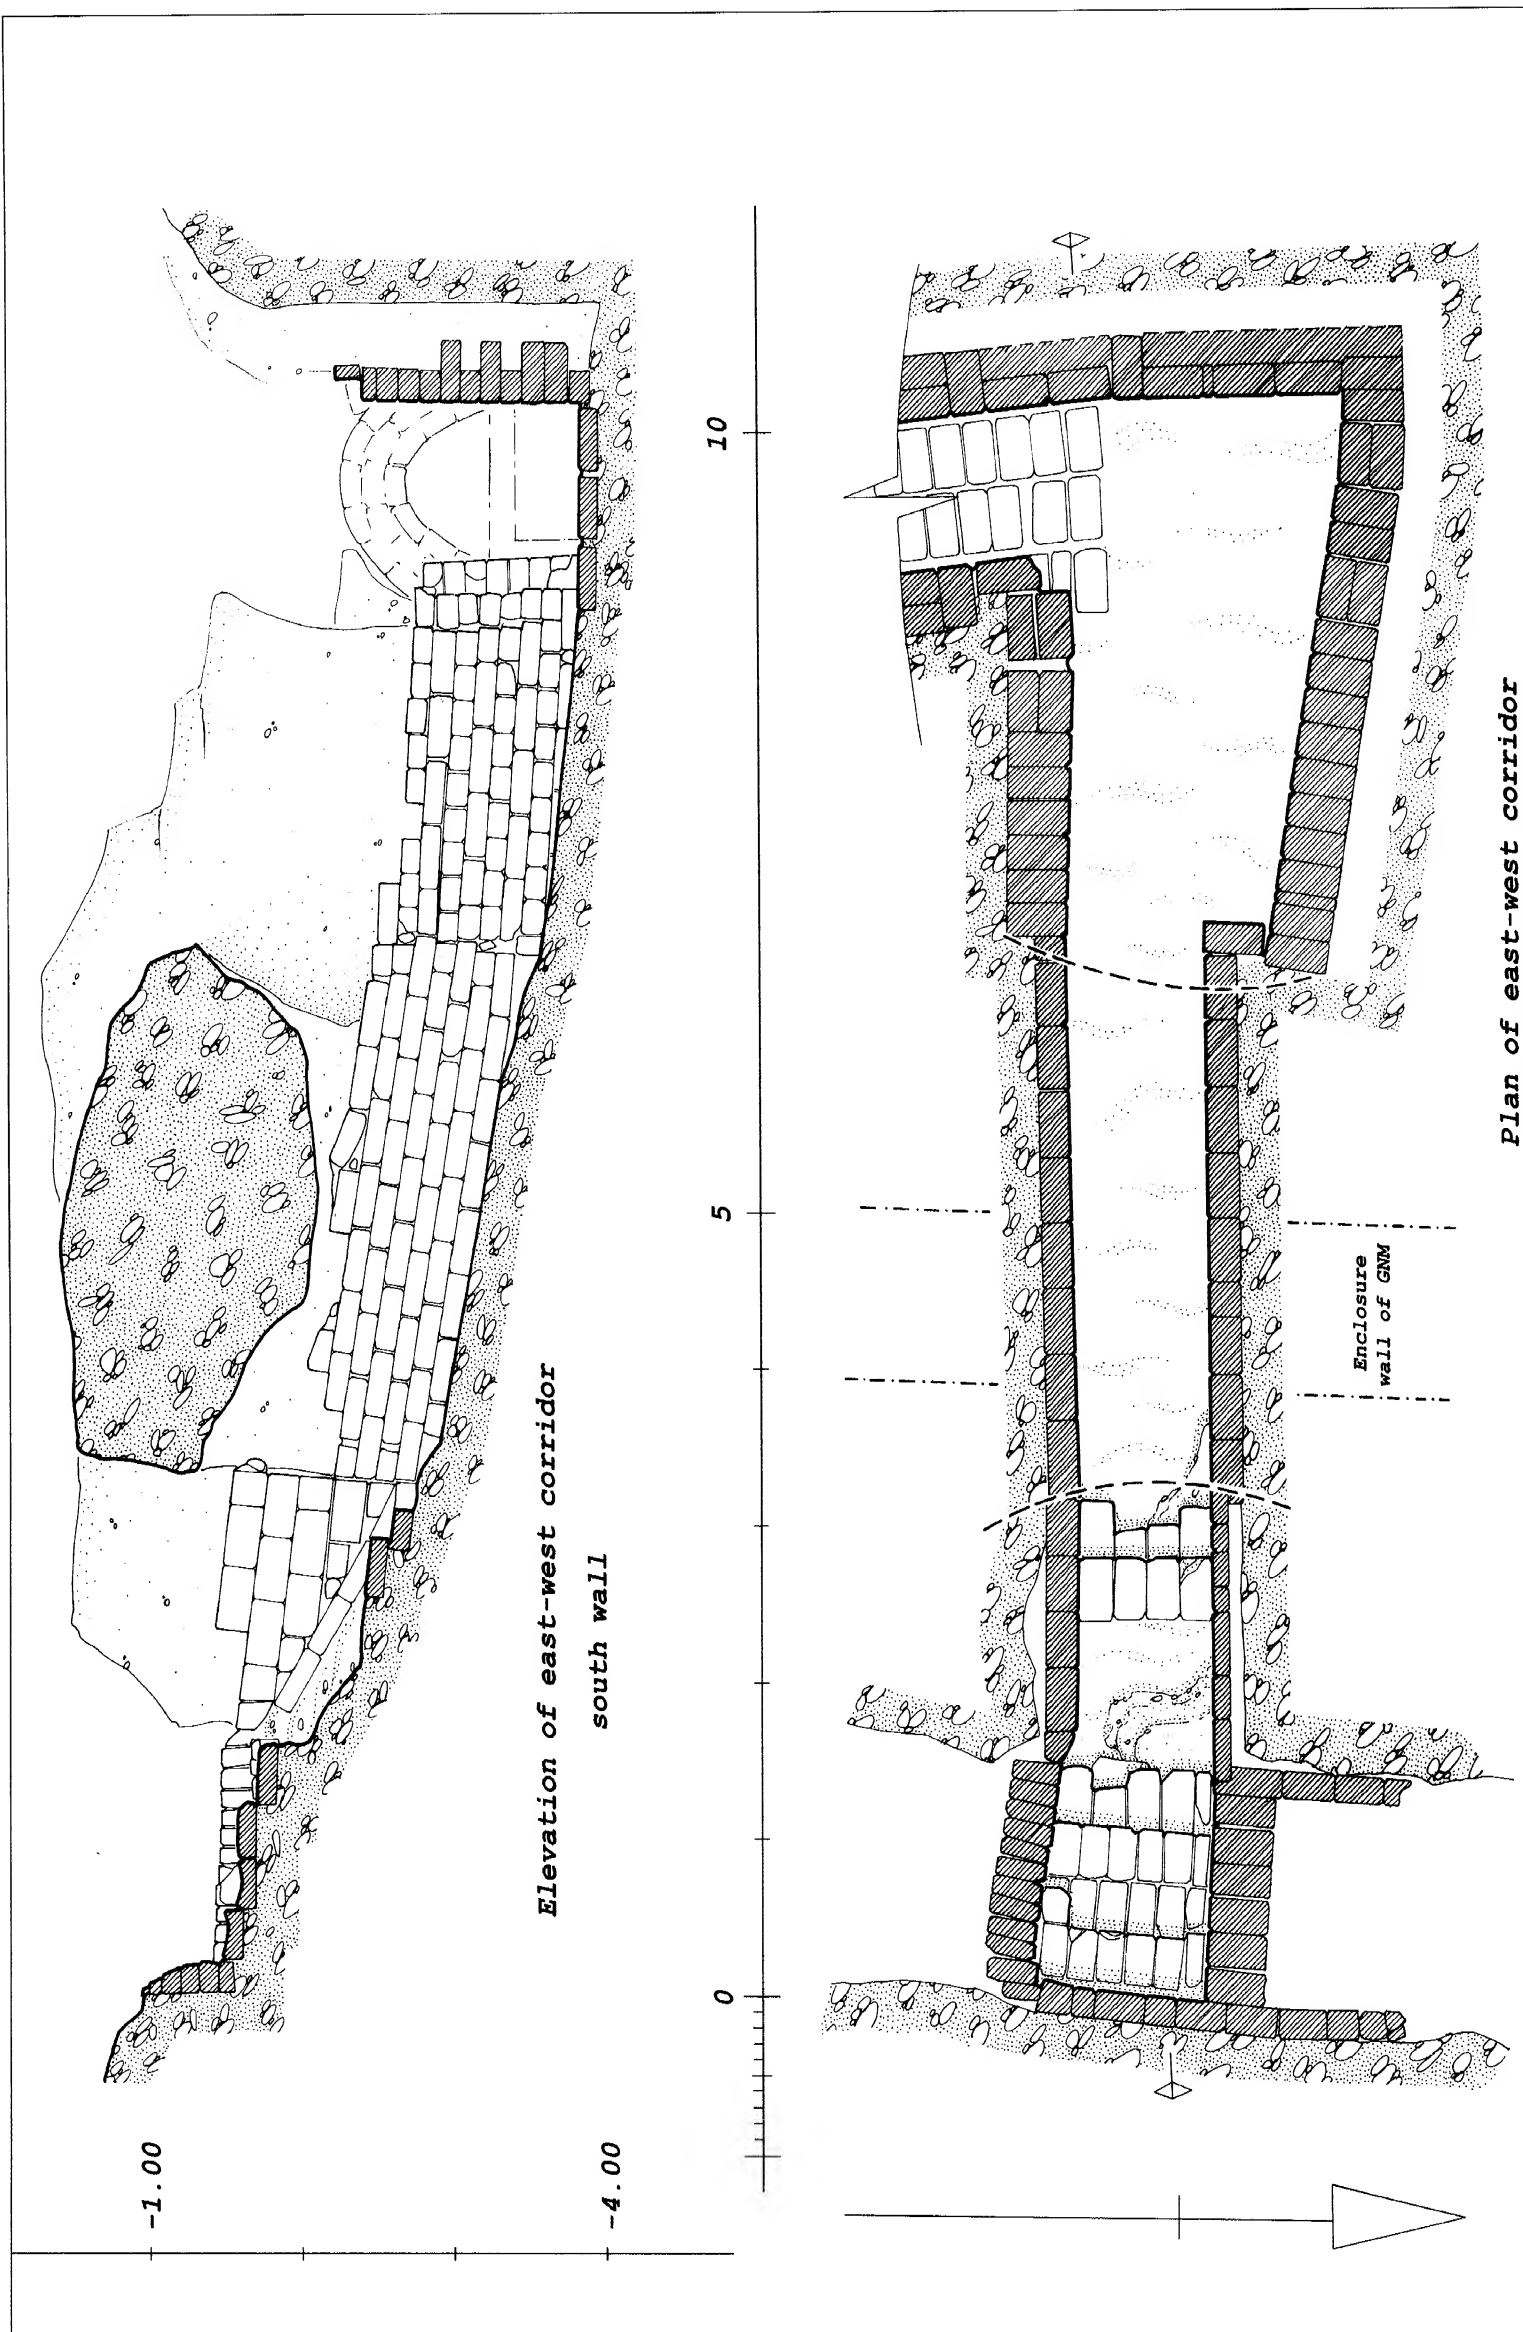 -1.00
-4.00
Elevation of east-west corridor
south wall
0
5
10
Enclosure
wall of GNM
Plan of east-west corridor